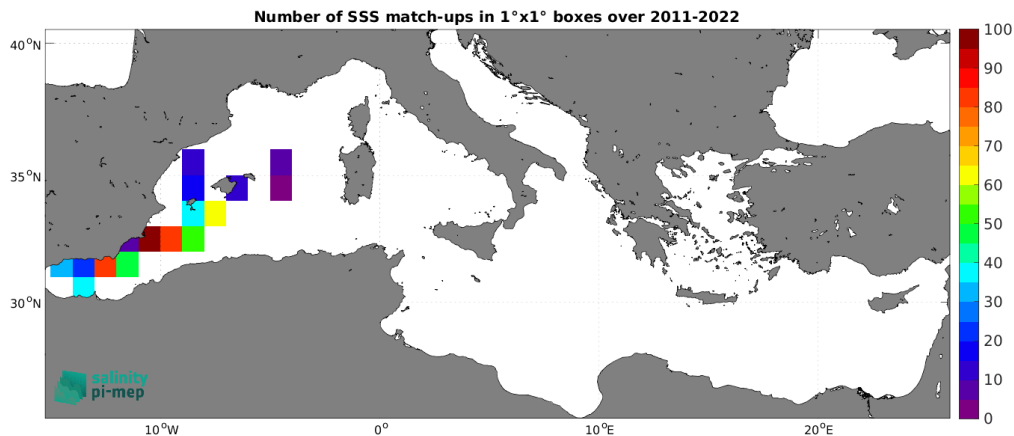 Number of SSS match-ups in 1°x1° boxes over 2011-2022
40°N
35°N
30°N
10°W
0°
10°E
20°E
100
90
80
70
60
50
40
30
20
10
0
salinity
pi-mep